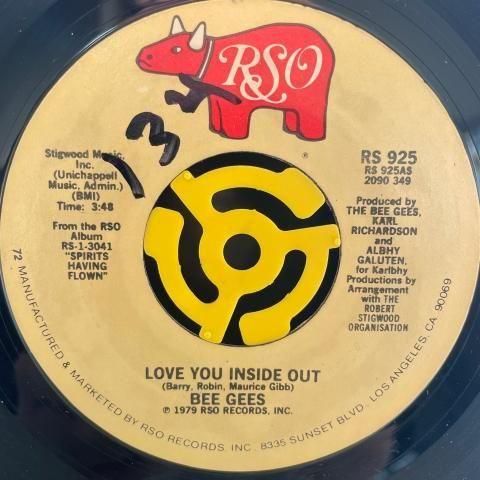 RSO
134
Stigwood Music,
Inc.
(Unichappell
Music, Admin.)
(BMI)
Time: 3:48
From the RSO
Album
RS-1-3041
"SPIRITS
HAVING
FLOWN"
®
RS 925
RS 925AS
2090 349
Produced by
THE BEE GEES,
KARL
RICHARDSON
and
ALBHY
GALUTEN,
for Karlbhy
Productions by
Arrangement
with THE
ROBERT
STIGWOOD
ORGANISATION
LOVE YOU INSIDE OUT
(Barry, Robin, Maurice Gibb)
BEE GEES
℗ 1979 RSO RECORDS, INC.
72 MANUFACTURED & MARKETED BY RSO RECORDS, INC. 8335 SUNSET BLVD., LOS ANGELES, CA. 90069